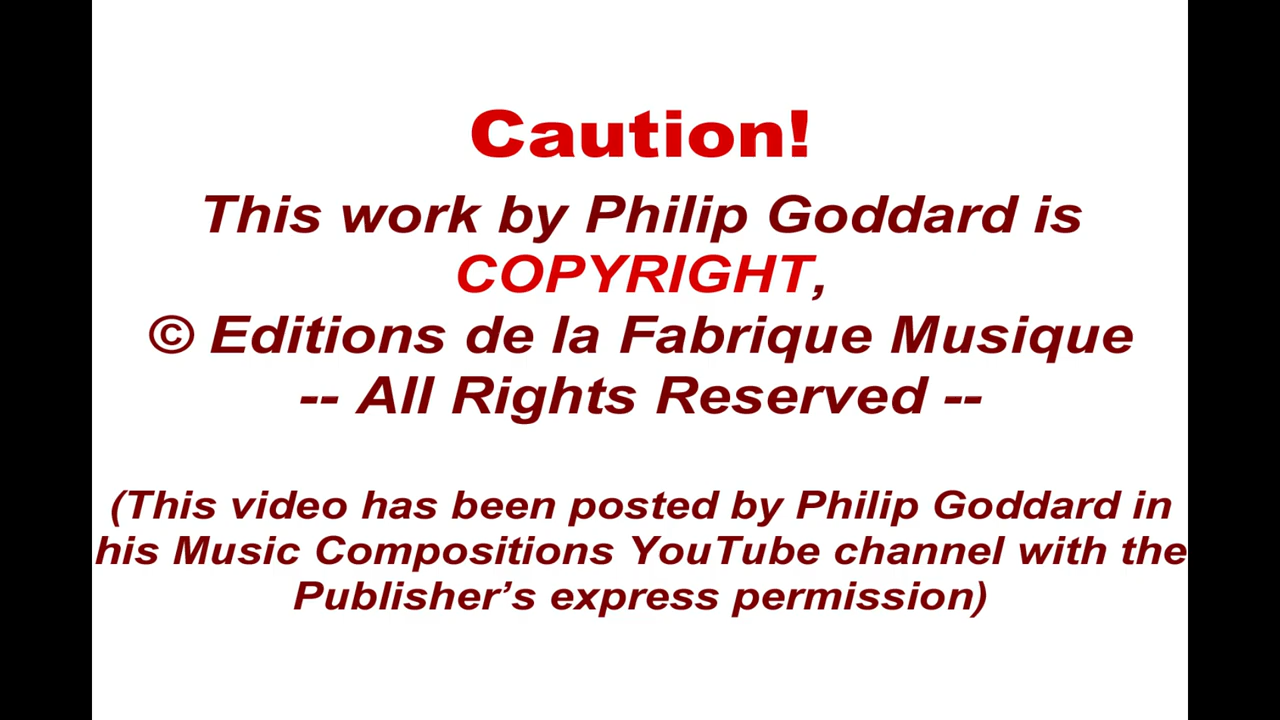 Caution!
This work by Philip Goddard is
COPYRIGHT,
© Editions de la Fabrique Musique
-- All Rights Reserved --
(This video has been posted by Philip Goddard in
his Music Compositions YouTube channel with the
Publisher’s express permission)